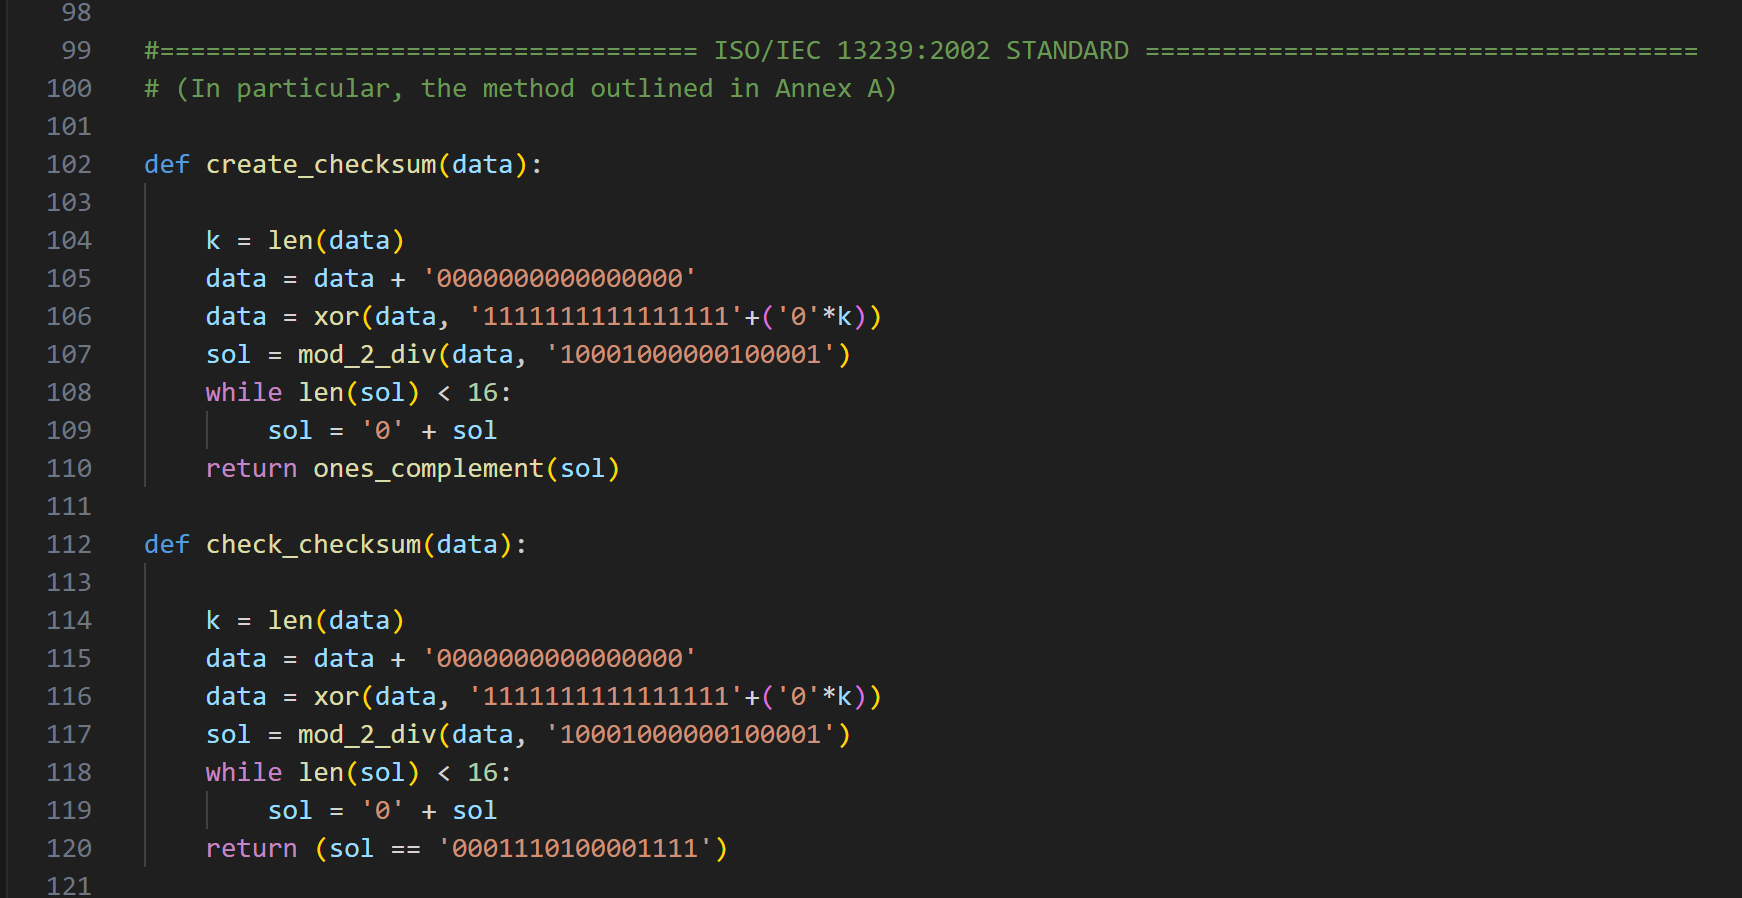 98
99 #=================================== ISO/IEC 13239:2002 STANDARD ====================================
100 # (In particular, the method outlined in Annex A)
101
102 def create_checksum(data):
103
104     k = len(data)
105     data = data + '0000000000000000'
106     data = xor(data, '1111111111111111'+('0'*k))
107     sol = mod_2_div(data, '10001000000100001')
108     while len(sol) < 16:
109         sol = '0' + sol
110     return ones_complement(sol)
111
112 def check_checksum(data):
113
114     k = len(data)
115     data = data + '0000000000000000'
116     data = xor(data, '1111111111111111'+('0'*k))
117     sol = mod_2_div(data, '10001000000100001')
118     while len(sol) < 16:
119         sol = '0' + sol
120     return (sol == '0001110100001111')
121